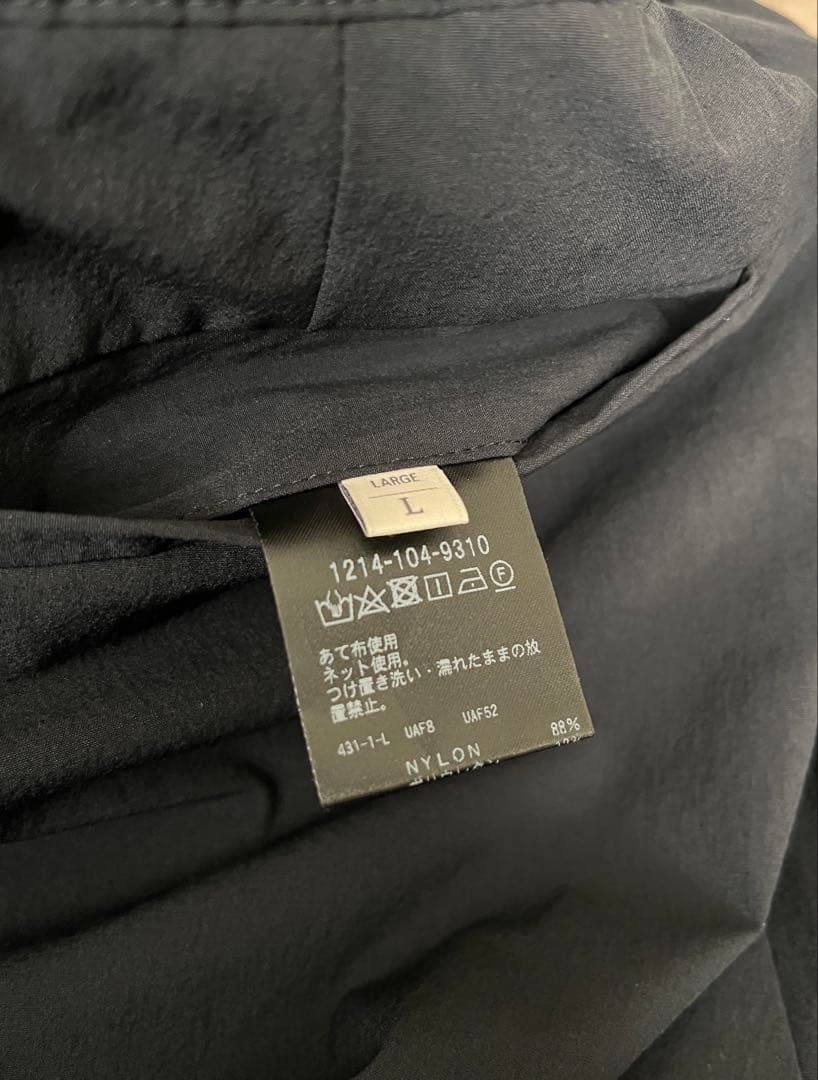 LARGE
L
1214-104-9310
あて布使用
ネット使用。
つけ置き洗い・濡れたままの放
置禁止。
431-1-L UAF8 UAF52
NYLON 88%